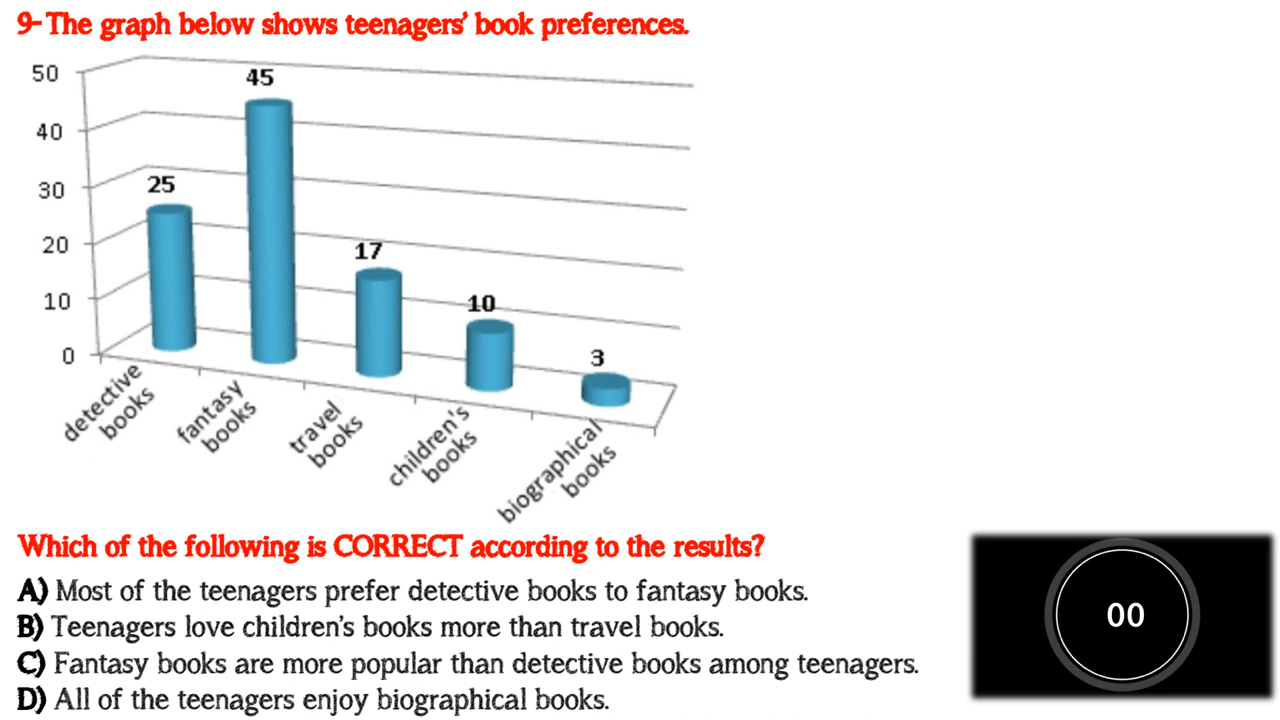 9- The graph below shows teenagers' book preferences.
50
40
30
20
10
0
25
45
17
10
3
detective
books
fantasy
books
travel
books
children's
books
biographical
books
Which of the following is CORRECT according to the results?
A) Most of the teenagers prefer detective books to fantasy books.
B) Teenagers love children's books more than travel books.
C) Fantasy books are more popular than detective books among teenagers.
D) All of the teenagers enjoy biographical books.
00